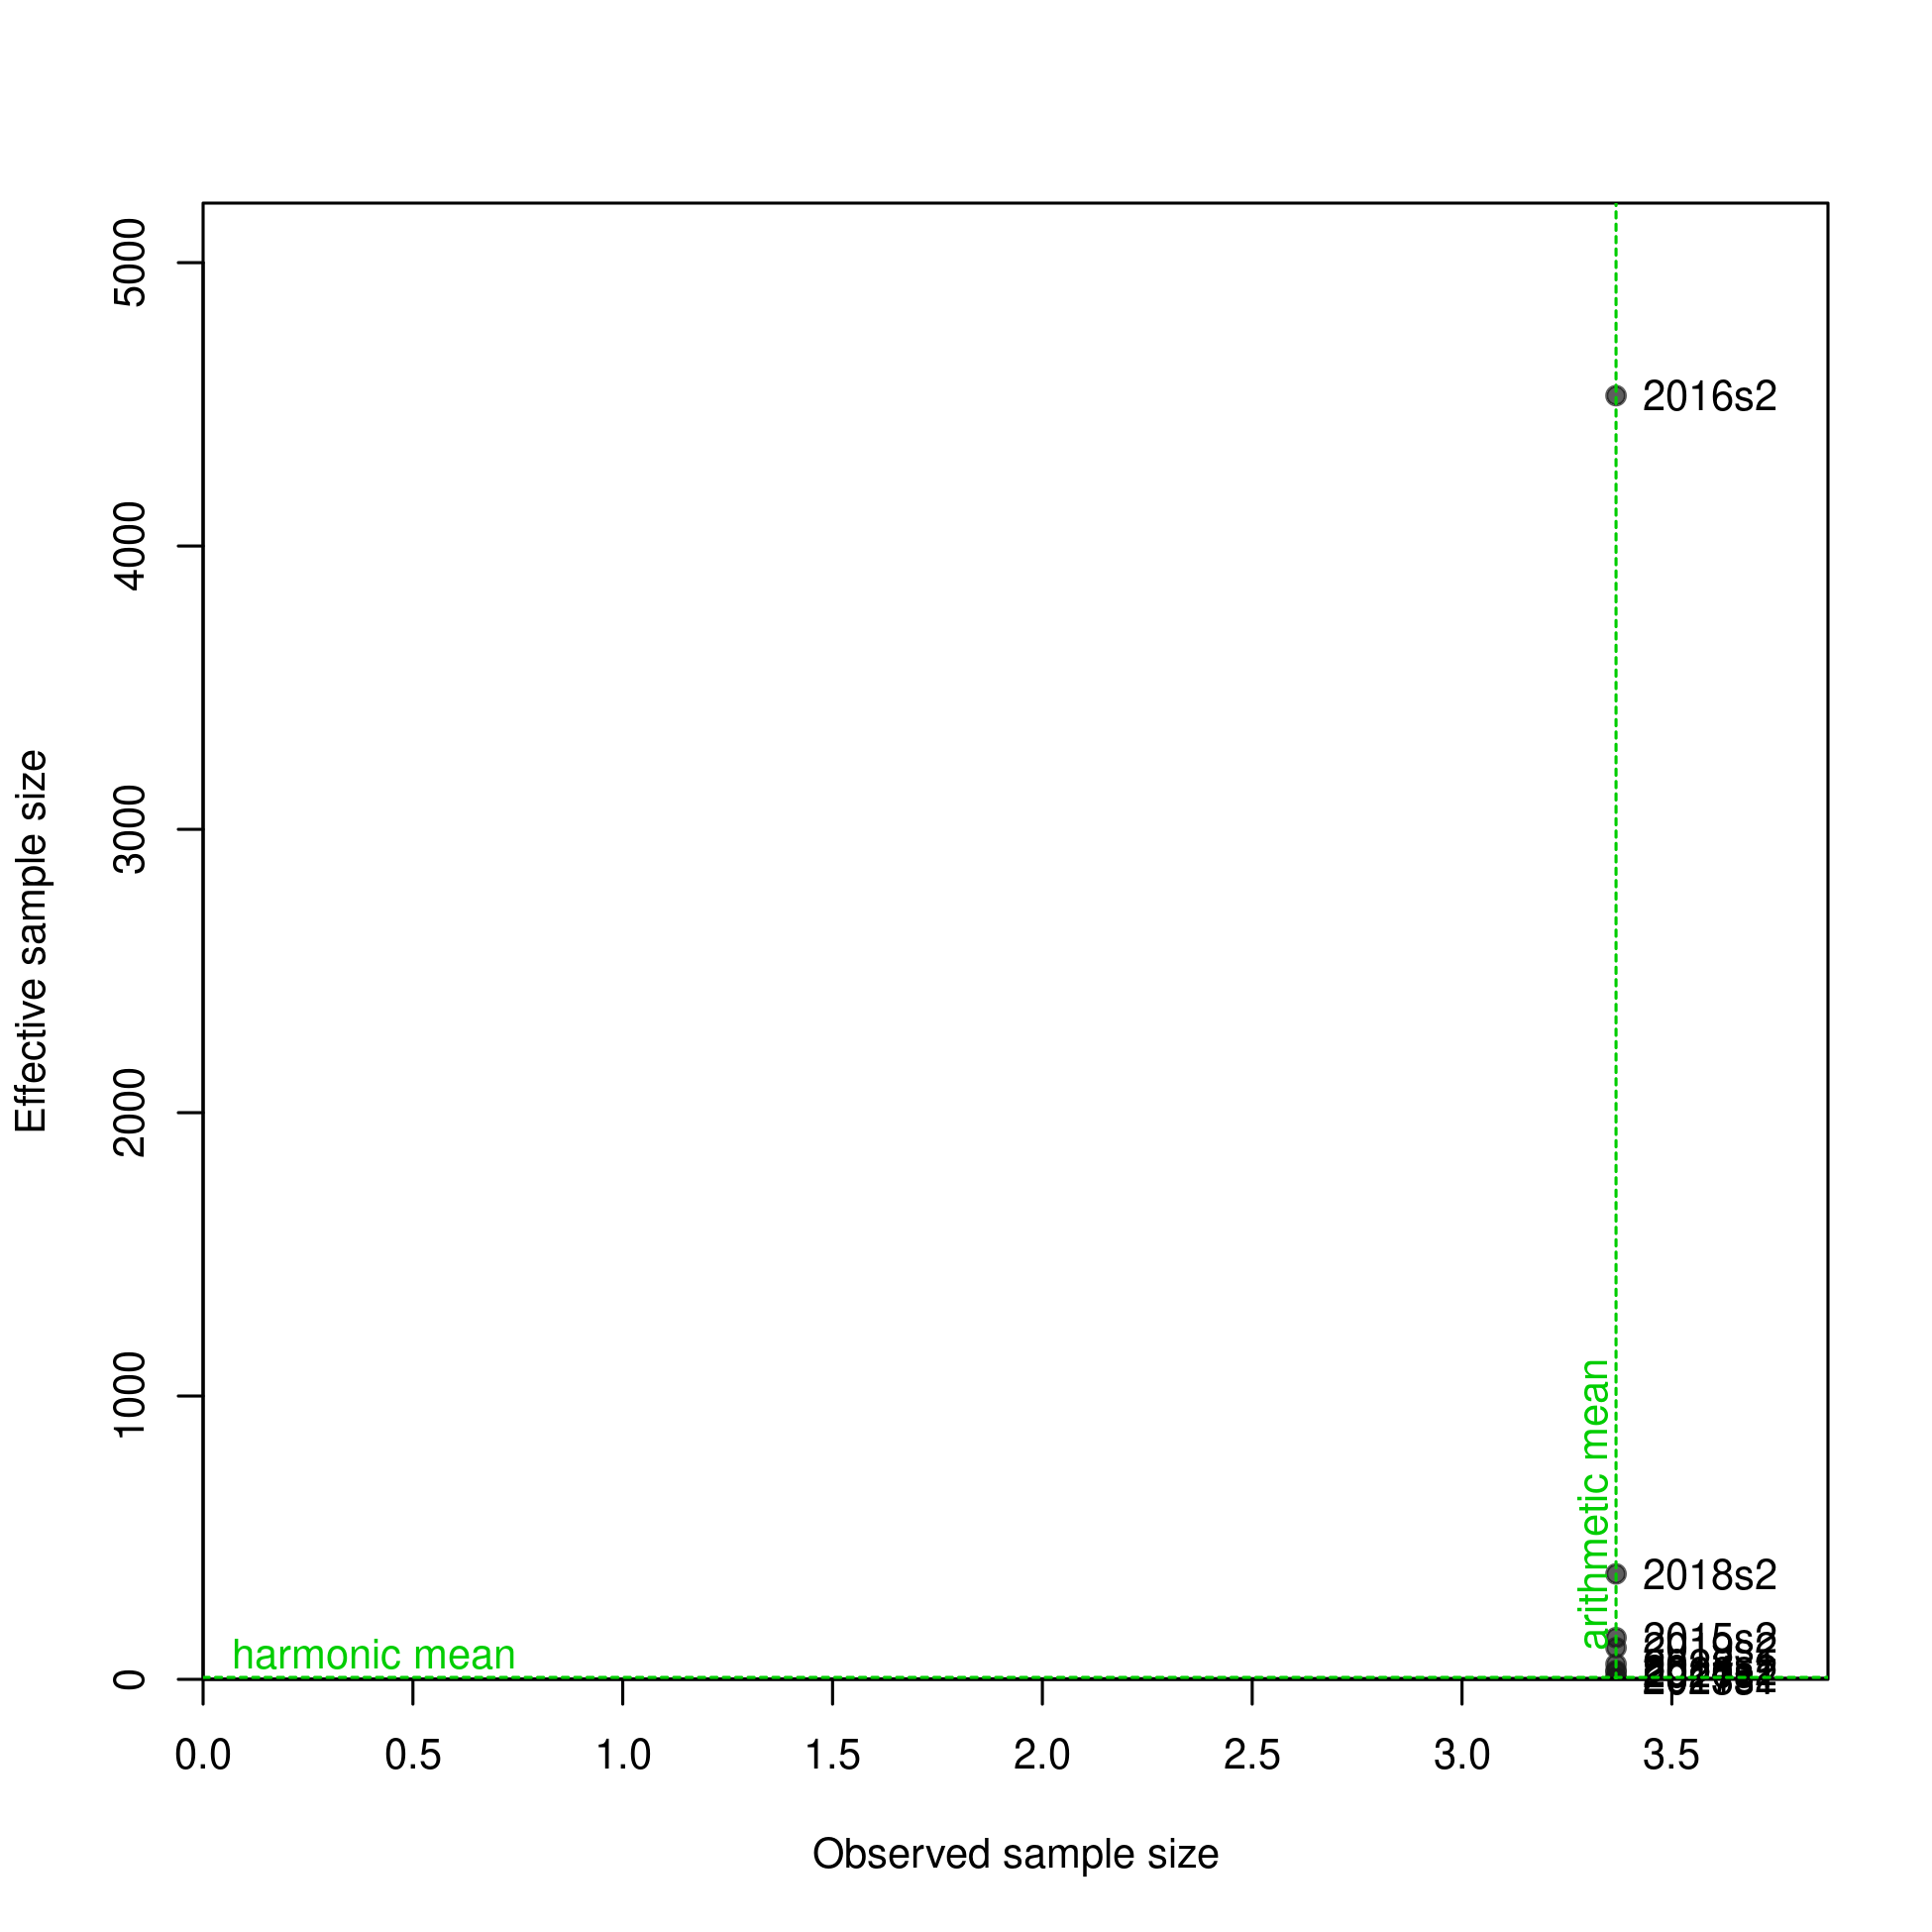 5000
4000
3000
2000
1000
0
Effective sample size
2016s2
arithmetic mean
2018s2
2015s2
harmonic mean
0.0
0.5
1.0
1.5
2.0
2.5
3.0
3.5
Observed sample size